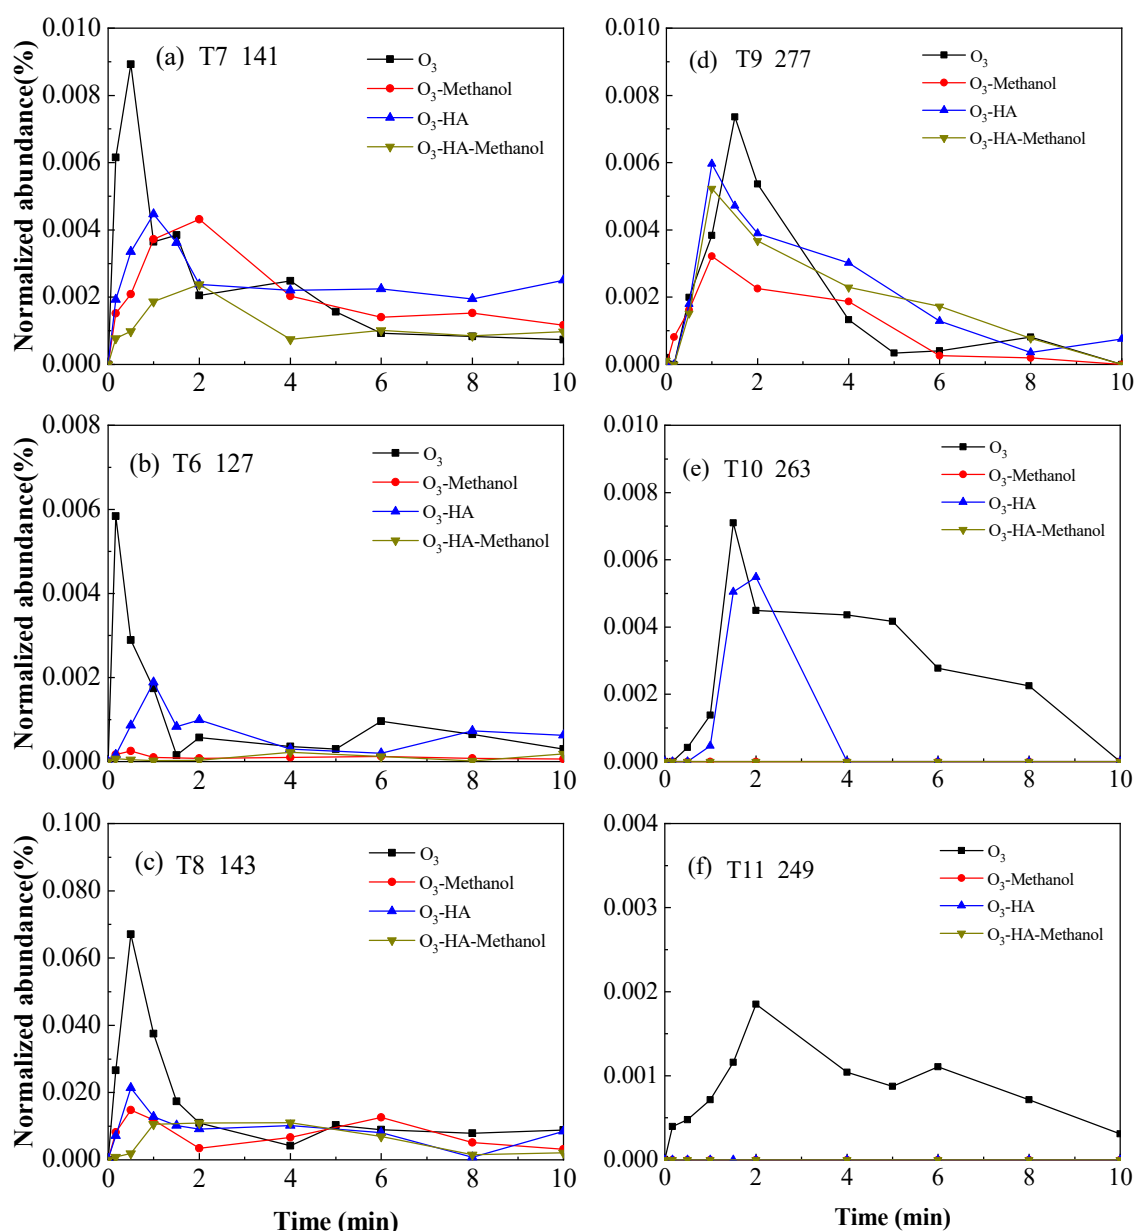 Normalized abundance(%)
0.010
0.008
0.006
0.004
0.002
0.000
(a) T7 141
O₃
O₃-Methanol
O₃-HA
O₃-HA-Methanol
0 2 4 6 8 10
0.010
0.008
0.006
0.004
0.002
0.000
(d) T9 277
O₃
O₃-Methanol
O₃-HA
O₃-HA-Methanol
0 2 4 6 8 10
Normalized abundance(%)
0.008
0.006
0.004
0.002
0.000
(b) T6 127
O₃
O₃-Methanol
O₃-HA
O₃-HA-Methanol
0 2 4 6 8 10
0.010
0.008
0.006
0.004
0.002
0.000
(e) T10 263
O₃
O₃-Methanol
O₃-HA
O₃-HA-Methanol
0 2 4 6 8 10
Normalized abundance(%)
0.100
0.080
0.060
0.040
0.020
0.000
(c) T8 143
O₃
O₃-Methanol
O₃-HA
O₃-HA-Methanol
0 2 4 6 8 10
Time (min)
0.004
0.003
0.002
0.001
0.000
(f) T11 249
O₃
O₃-Methanol
O₃-HA
O₃-HA-Methanol
0 2 4 6 8 10
Time (min)